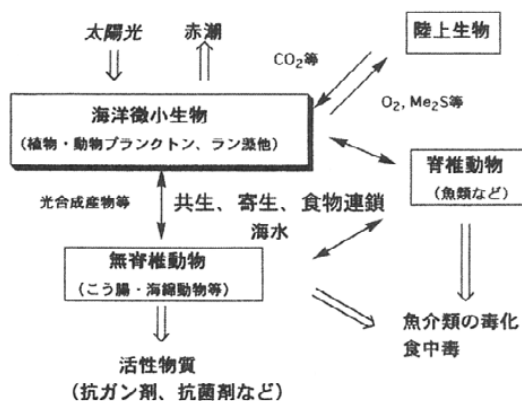 太陽光
赤潮
CO2等
陸上生物
O2, Me2S等
海洋微小生物
(植物・動物プランクトン、ラン藻他)
脊椎動物
(魚類など)
光合成産物等
共生、寄生、食物連鎖
海水
無脊椎動物
(こう腸・海綿動物等)
魚介類の毒化
食中毒
活性物質
(抗ガン剤、抗菌剤など)